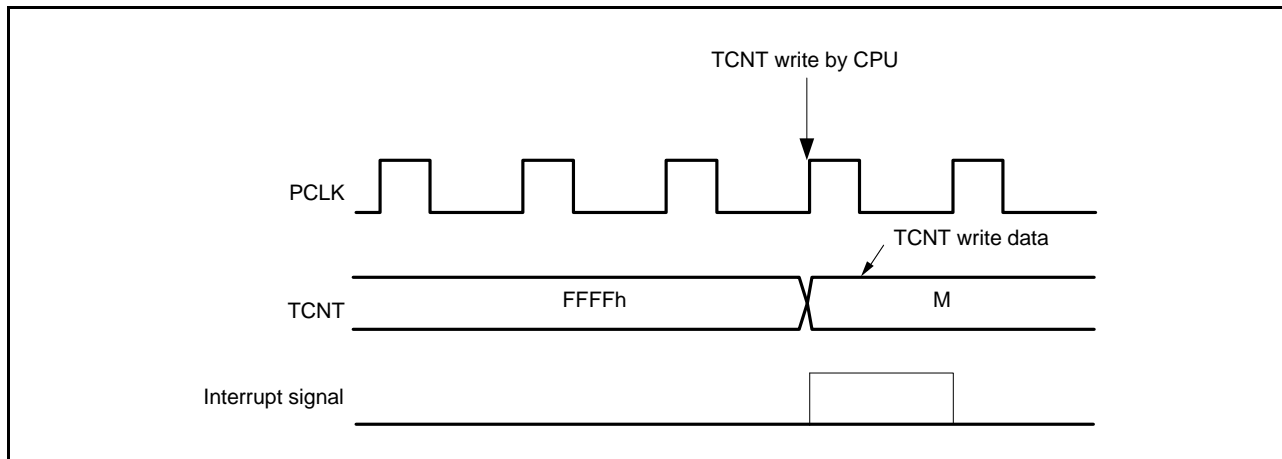 TCNT write by CPU
PCLK
TCNT write data
TCNT
FFFFh
M
Interrupt signal